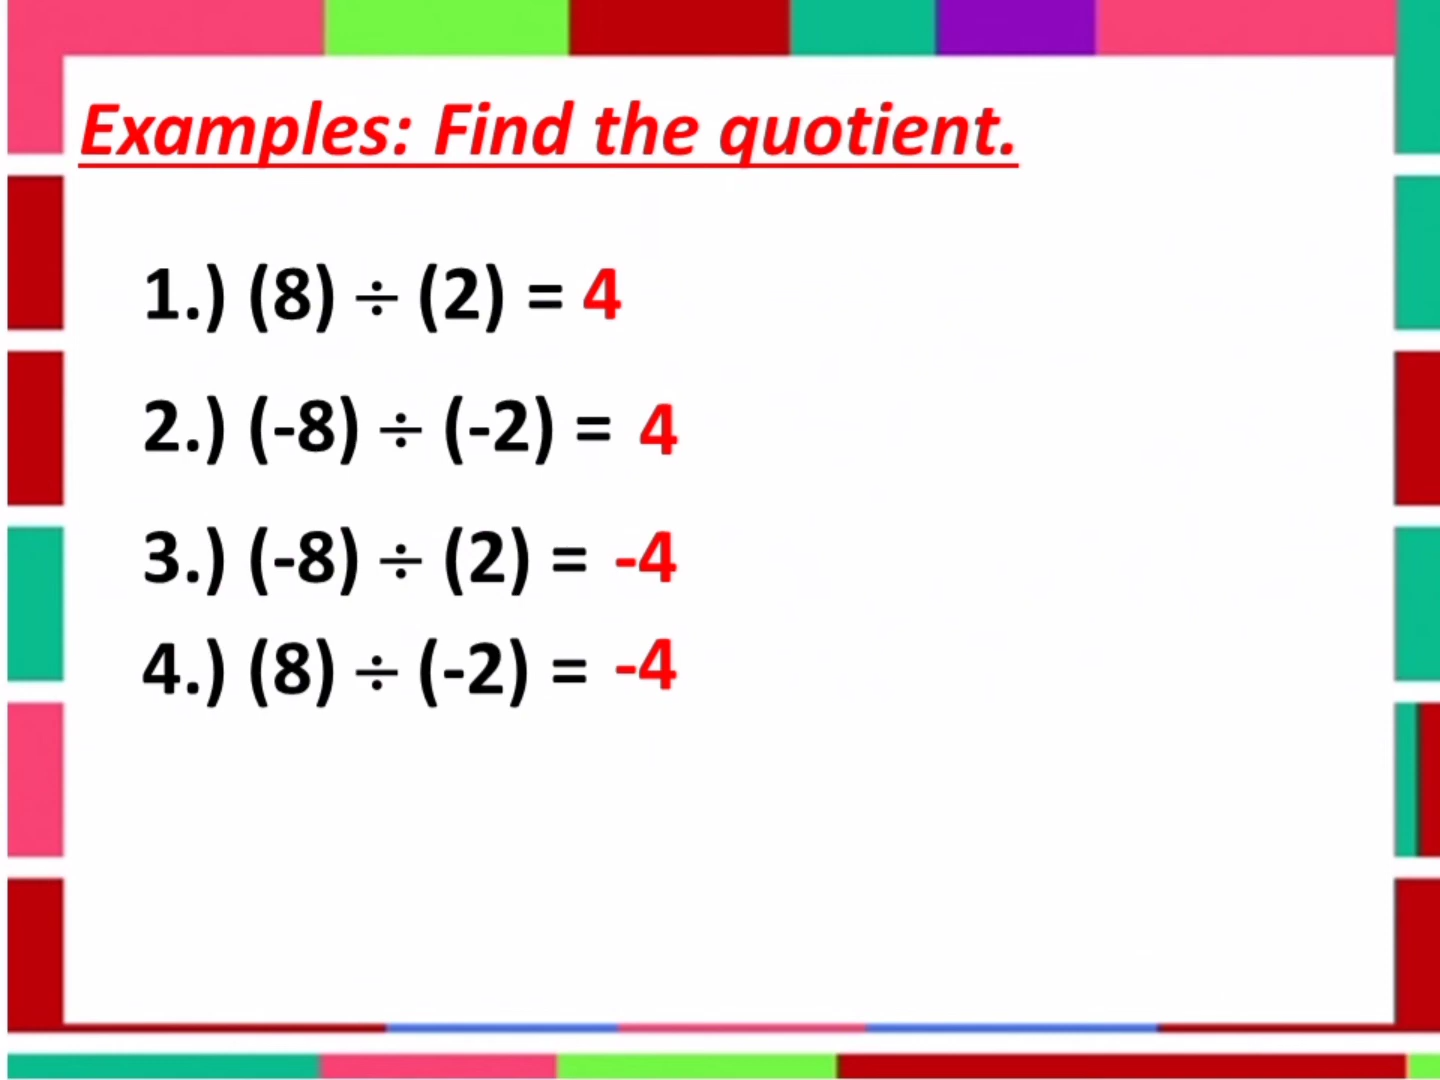 Examples: Find the quotient.
1.) (8) ÷ (2) = 4
2.) (-8) ÷ (-2) = 4
3.) (-8) ÷ (2) = -4
4.) (8) ÷ (-2) = -4